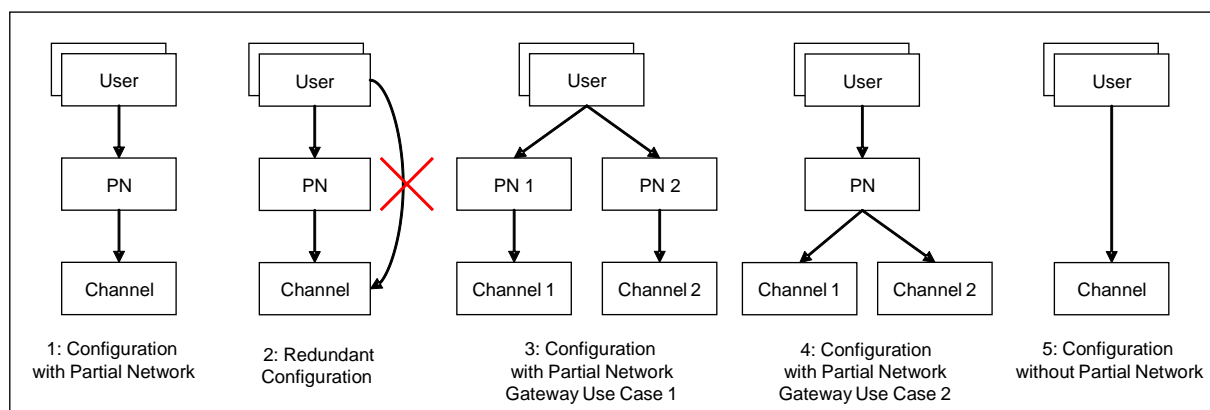 User
PN
Channel
1: Configuration
with Partial Network
User
PN
Channel
2: Redundant
Configuration
User
PN 1
PN 2
Channel 1
Channel 2
3: Configuration
with Partial Network
Gateway Use Case 1
User
PN
Channel 1
Channel 2
4: Configuration
with Partial Network
Gateway Use Case 2
User
Channel
5: Configuration
without Partial Network